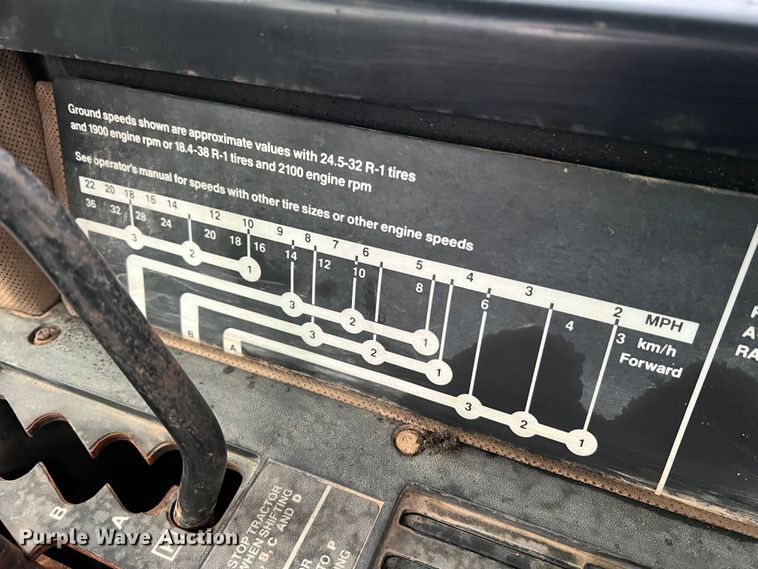 Ground speeds shown are approximate values with 24.5-32 R-1 tires
and 1900 engine rpm or 18.4-38 R-1 tires and 2100 engine rpm
See operator's manual for speeds with other tire sizes or other engine speeds
22 20 18 16 14 12 10 9 8 7 6 5 4 3 2 MPH
36 32 28 24 20 18 16 14 12 10 8 6 4 3 km/h
Forward
3 2 1
3 2 1
B 3 2 1
A 3 2 1
A
RA
B A
STOP TRACTOR
WHEN SHIFTING
B, C AND D
TO P
Purple Wave Auction